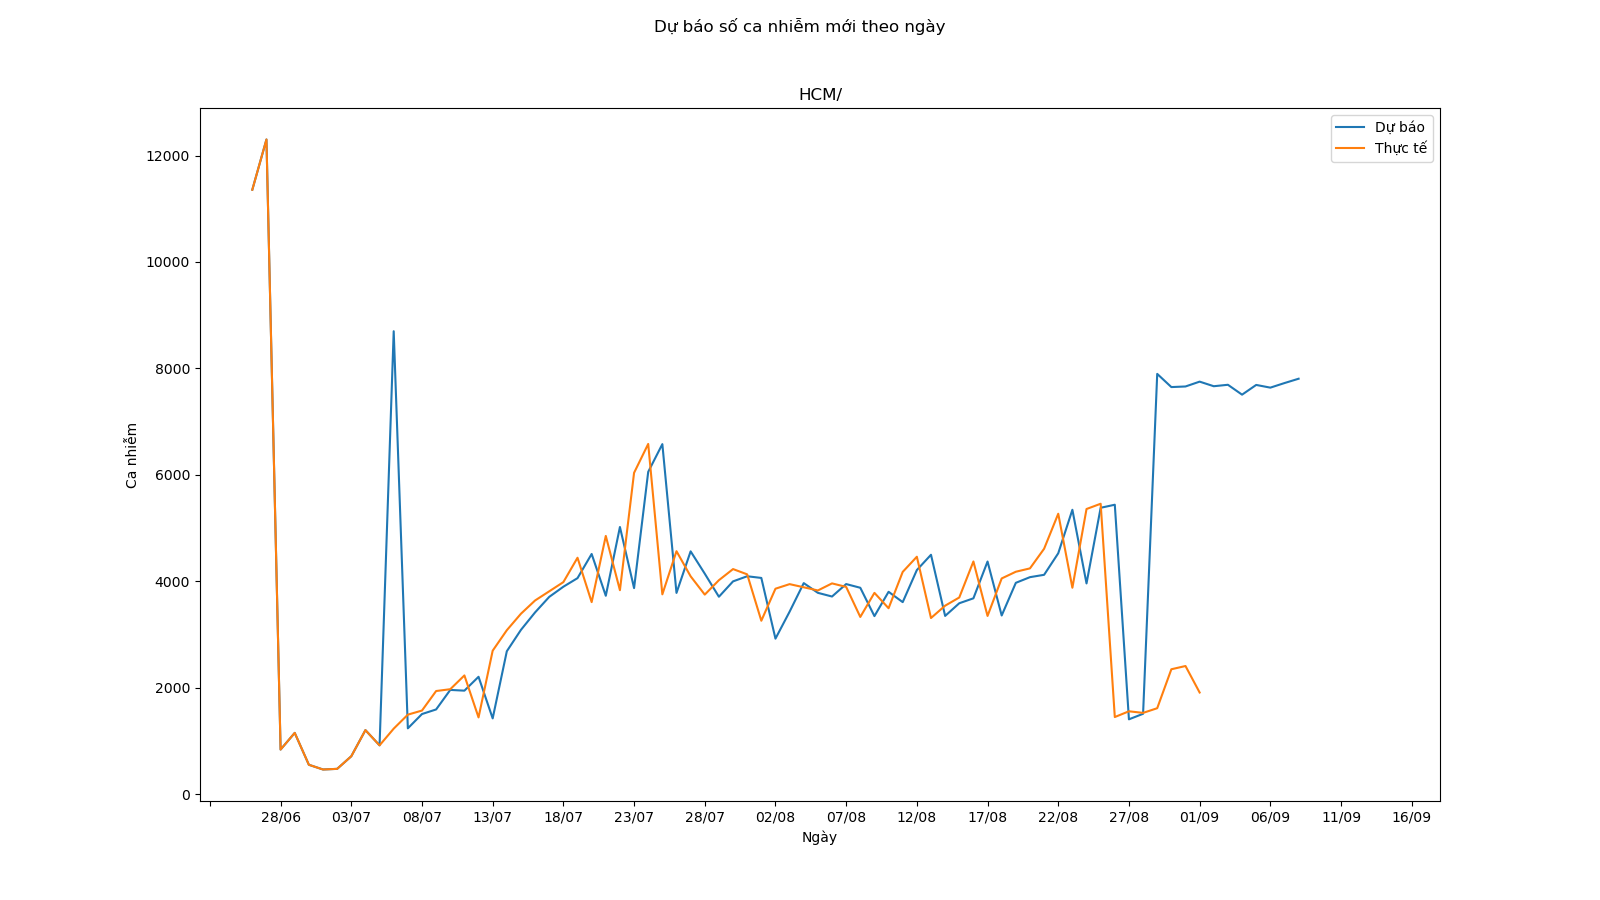 Dự báo số ca nhiễm mới theo ngày
HCM/
Dự báo
Thực tế
12000
10000
8000
6000
4000
2000
0
Ca nhiễm
28/06 03/07 08/07 13/07 18/07 23/07 28/07 02/08 07/08 12/08 17/08 22/08 27/08 01/09 06/09 11/09 16/09
Ngày